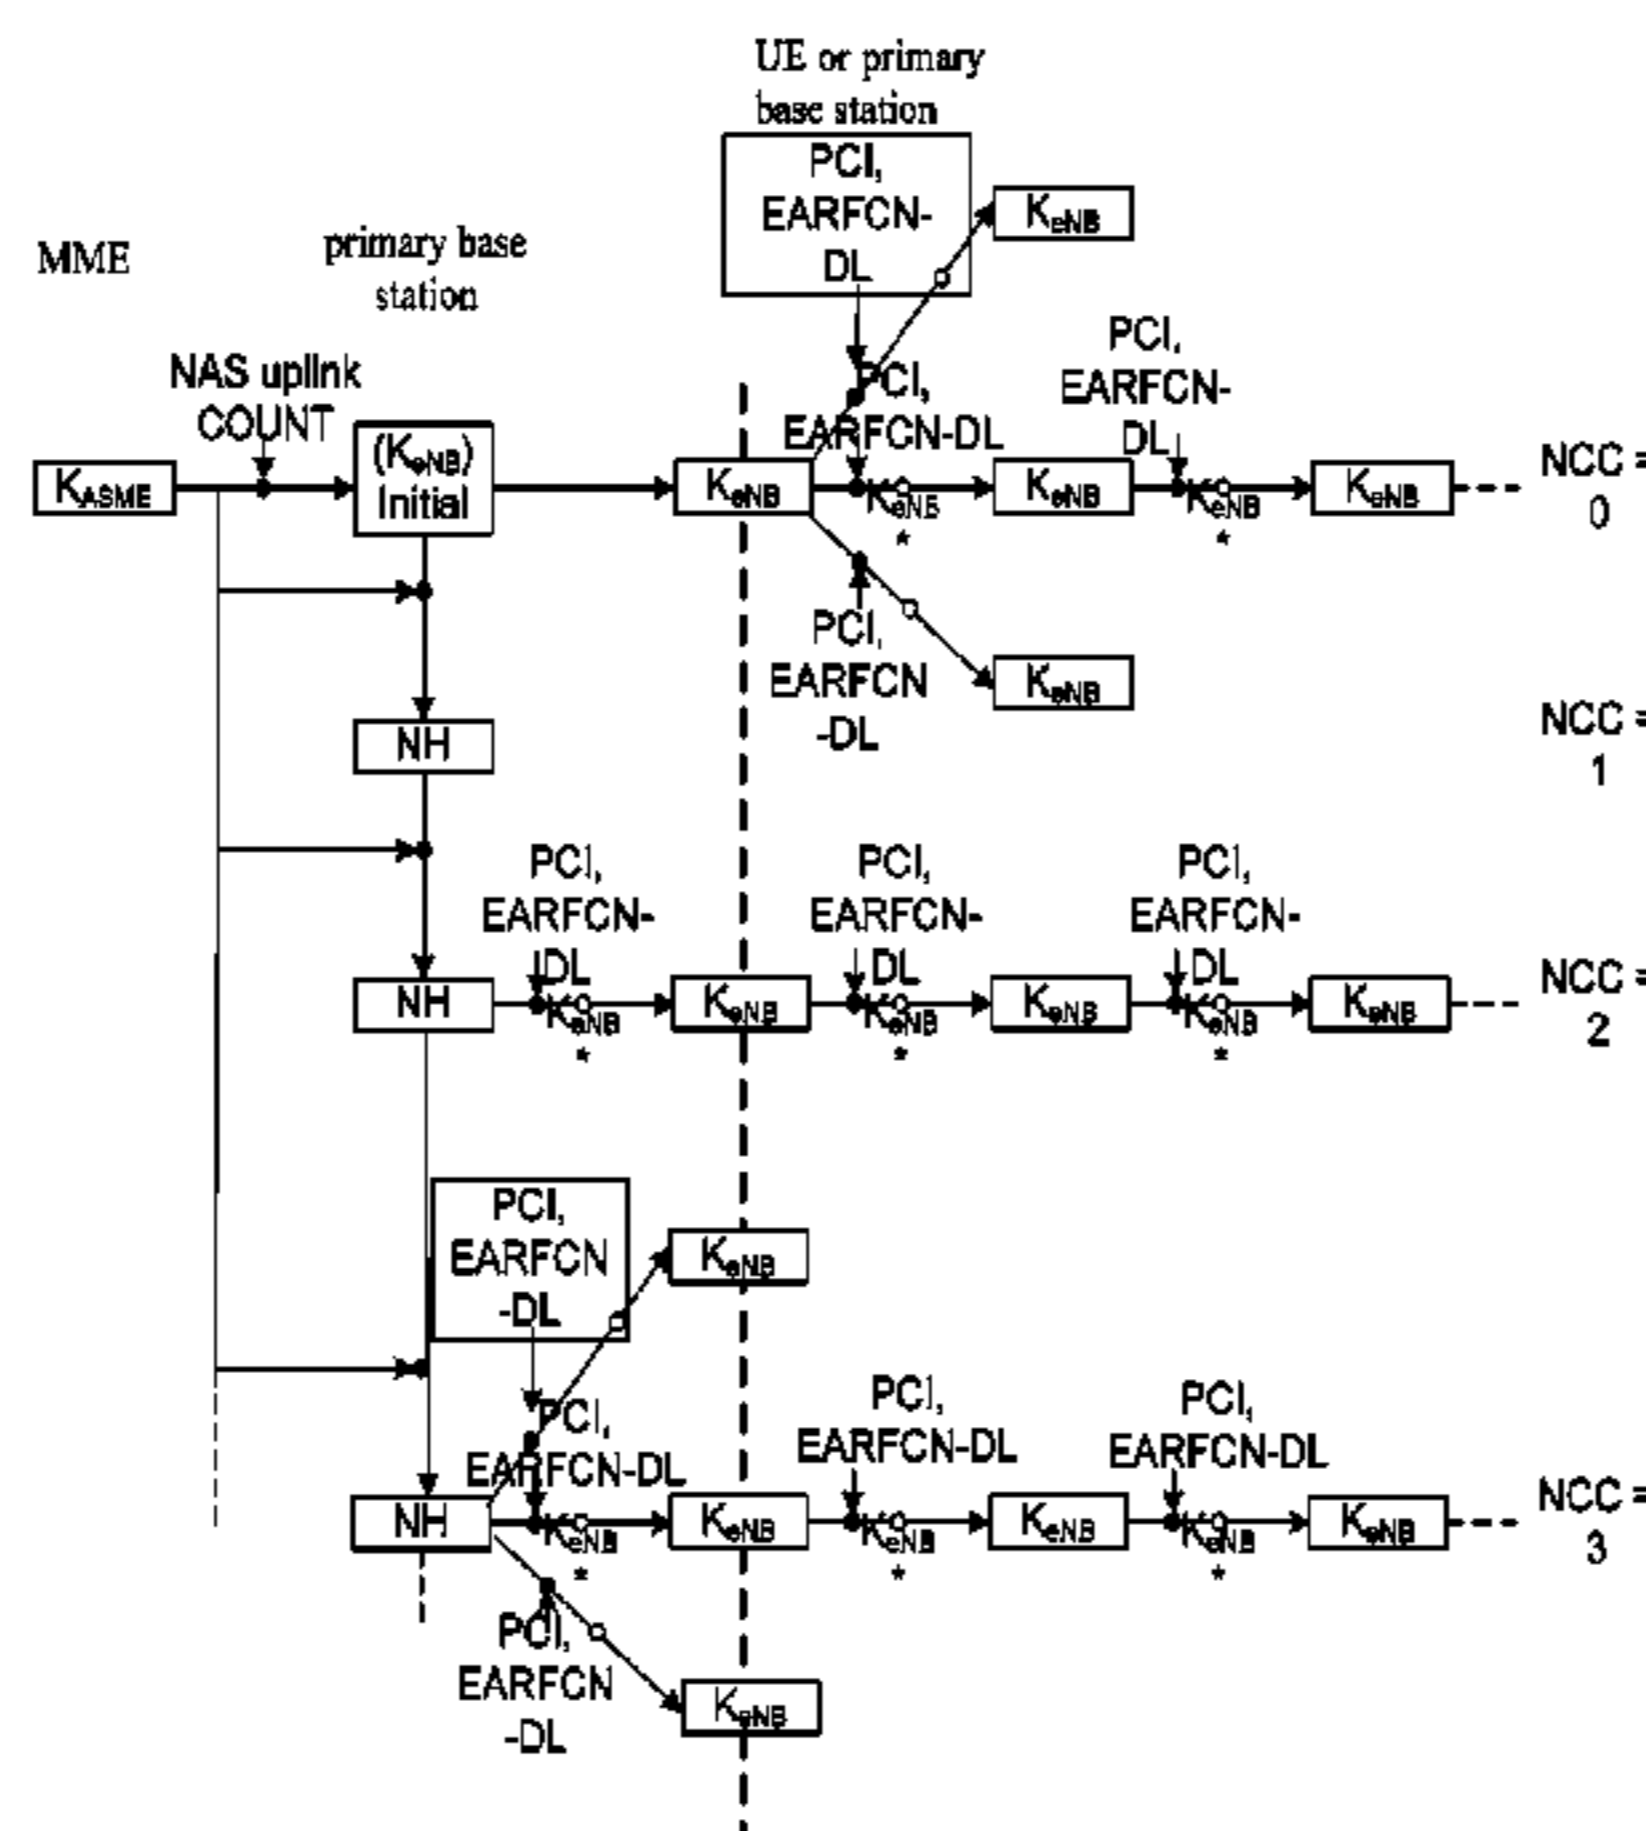 UE or primary
base station
PCI,
EARFCN-
DL
KeNB
MME
primary base
station
NAS uplink
COUNT
PCI,
EARFCN-DL
PCI,
EARFCN-
DL
KASME
(KeNB)
Initial
KeNB
KeNB
*
KeNB
KeNB
*
KeNB
NCC =
0
PCI,
EARFCN
-DL
KeNB
NH
NCC =
1
PCI,
EARFCN-
DL
PCI,
EARFCN-
DL
PCI,
EARFCN-
DL
NH
KeNB
*
KeNB
KeNB
*
KeNB
KeNB
*
KeNB
NCC =
2
PCI,
EARFCN
-DL
KeNB
PCI,
EARFCN-DL
PCI,
EARFCN-DL
PCI,
EARFCN-DL
NH
KeNB
*
KeNB
KeNB
*
KeNB
KeNB
*
KeNB
NCC =
3
PCI,
EARFCN
-DL
KeNB